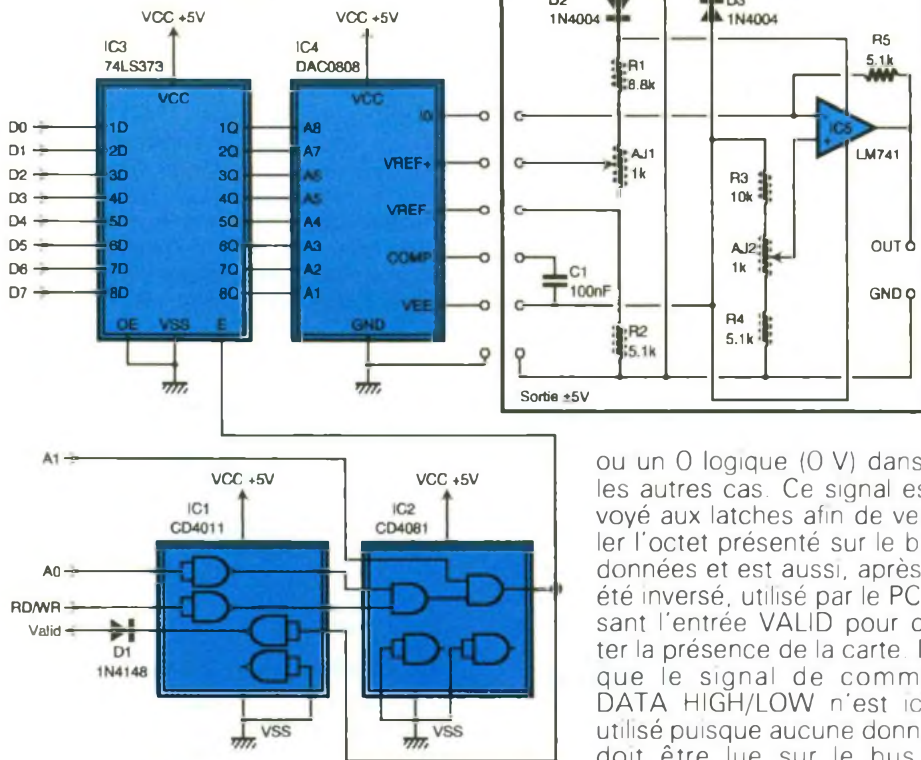 VCC +5V
VCC +5V
D2
1N4004
D3
1N4004
IC3
74LS373
IC4
DAC0808
R1
6.8k
R5
5.1k
VCC
VCC
D0
1D
1Q
A8
I0
D1
2D
2Q
A7
D2
3D
3Q
A6
VREF+
AJ1
1k
IC5
LM741
D3
4D
4Q
A5
D4
5D
5Q
A4
VREF-
R3
10k
D5
6D
6Q
A3
D6
7D
7Q
A2
COMP
C1
100nF
AJ2
1k
OUT
D7
8D
8Q
A1
VEE
GND
OE VSS E
GND
R2
5.1k
R4
5.1k
Sortie ±5V
A1
VCC +5V
VCC +5V
IC1
CD4011
IC2
CD4081
A0
RD/WR
Valid
D1
1N4148
VSS
VSS
ou un 0 logique (0 V) dans
les autres cas. Ce signal es
voyé aux latches afin de ve
ler l'octet présenté sur le b
données et est aussi, après
été inversé, utilisé par le PC
sant l'entrée VALID pour c
ter la présence de la carte.
que le signal de comm
DATA HIGH/LOW n'est ic
utilisé puisque aucune donn
doit être lue sur le bus